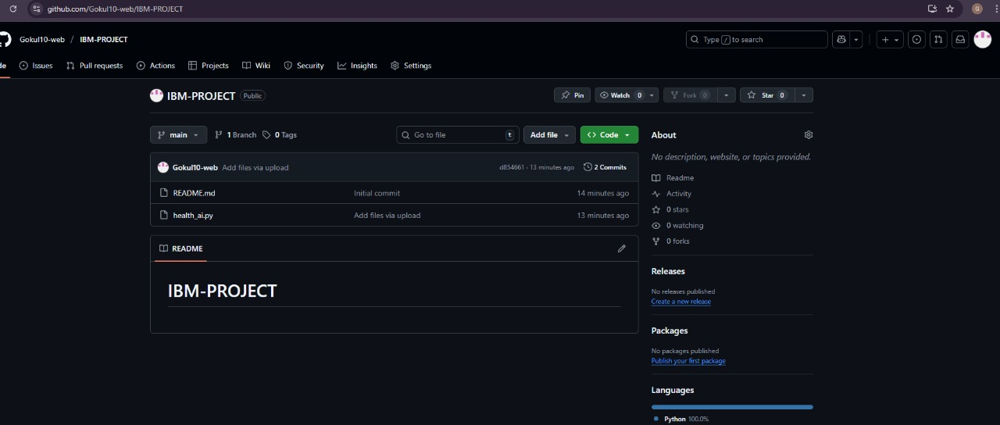 github.com/Gokul10-web/IBM-PROJECT
G
Gokul10-web / IBM-PROJECT
Type / to search
de Issues Pull requests Actions Projects Wiki Security Insights Settings
IBM-PROJECT Public
Pin Watch 0 Fork 0 Star 0
main 1 Branch 0 Tags Go to file t Add file <> Code
Gokul10-web Add files via upload d854661 · 13 minutes ago 2 Commits
README.md Initial commit 14 minutes ago
health_ai.py Add files via upload 13 minutes ago
README
IBM-PROJECT
About
No description, website, or topics provided.
Readme
Activity
0 stars
0 watching
0 forks
Releases
No releases published
Create a new release
Packages
No packages published
Publish your first package
Languages
Python 100.0%